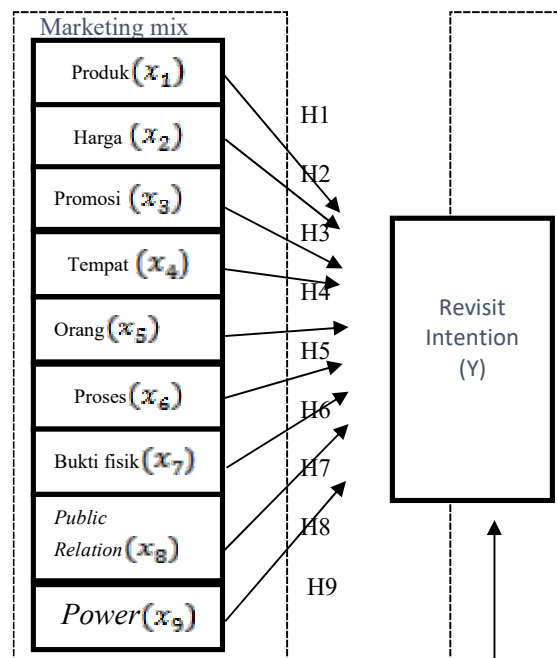 Marketing mix
Produk(x₁)
Harga (x₂)
Promosi (x₃)
Tempat (x₄)
Orang(x₅)
Proses(x₆)
Bukti fisik(x₇)
Public
Relation(x₈)
Power(x₉)
H1
H2
H3
H4
H5
H6
H7
H8
H9
Revisit
Intention
(Y)